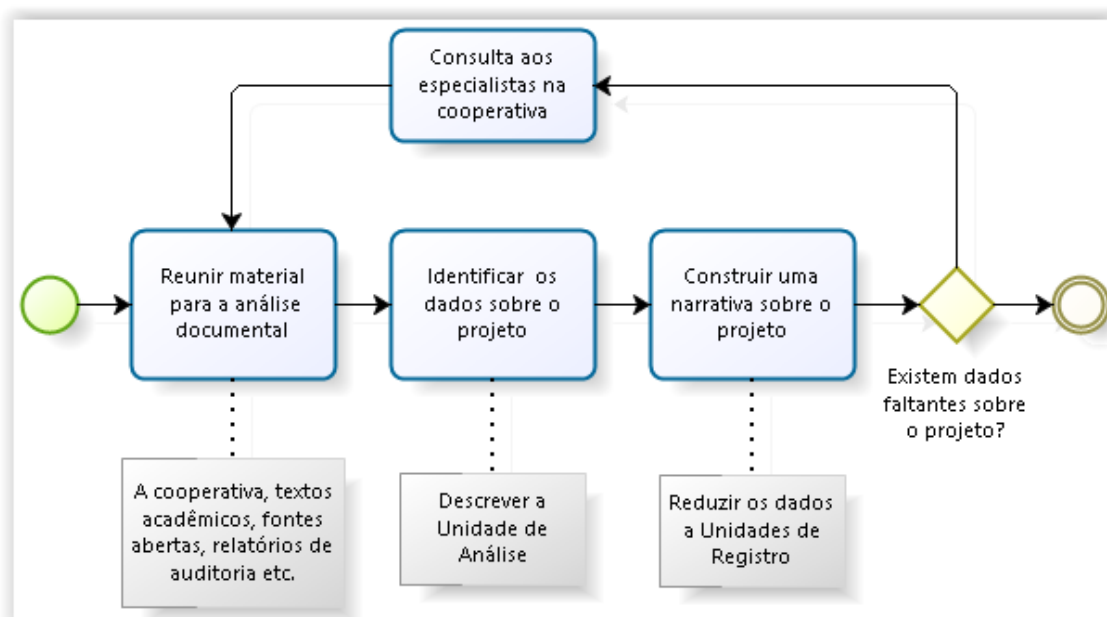 Consulta aos
especialistas na
cooperativa
Reunir material
para a análise
documental
Identificar os
dados sobre o
projeto
Construir uma
narrativa sobre o
projeto
Existem dados
faltantes sobre
o projeto?
A cooperativa, textos
acadêmicos, fontes
abertas, relatórios de
auditoria etc.
Descrever a
Unidade de
Análise
Reduzir os dados
a Unidades de
Registro